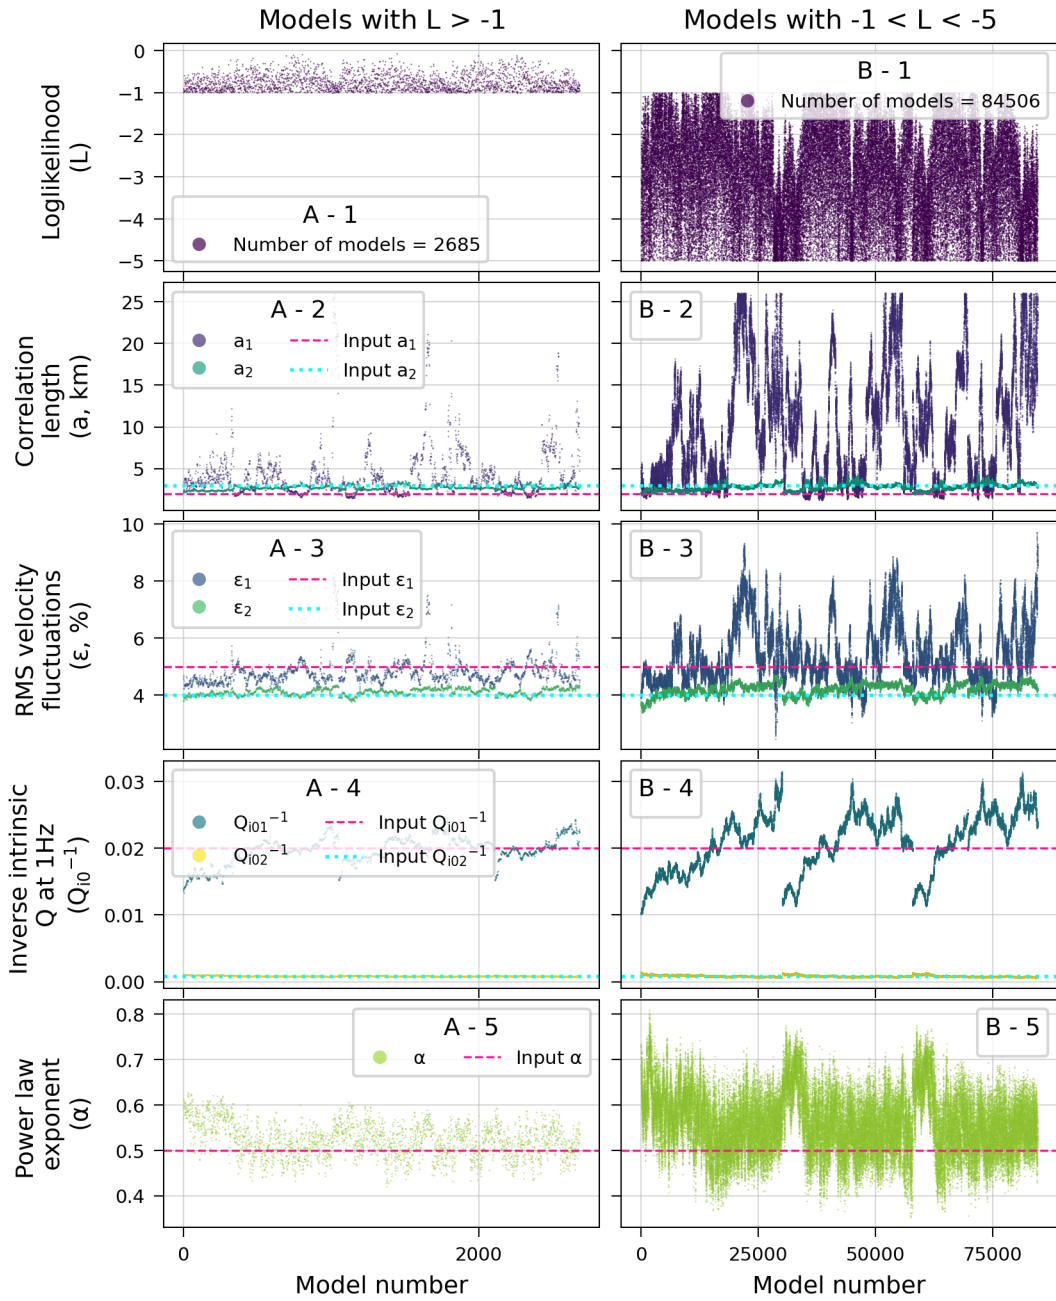 Models with L > -1
Models with -1 < L < -5
Loglikelihood
(L)
0
−1
−2
−3
−4
−5
A - 1
Number of models = 2685
B - 1
Number of models = 84506
Correlation
length
(a, km)
25
20
15
10
5
A - 2
a₁
a₂
Input a₁
Input a₂
B - 2
RMS velocity
fluctuations
(ε, %)
10
8
6
4
A - 3
ε₁
ε₂
Input ε₁
Input ε₂
B - 3
Inverse intrinsic
Q at 1Hz
(Qᵢ₀⁻¹)
0.03
0.02
0.01
0.00
A - 4
Qᵢ₀₁⁻¹
Qᵢ₀₂⁻¹
Input Qᵢ₀₁⁻¹
Input Qᵢ₀₂⁻¹
B - 4
Power law
exponent
(α)
0.8
0.7
0.6
0.5
0.4
A - 5
α
Input α
B - 5
0
2000
0
25000
50000
75000
Model number
Model number